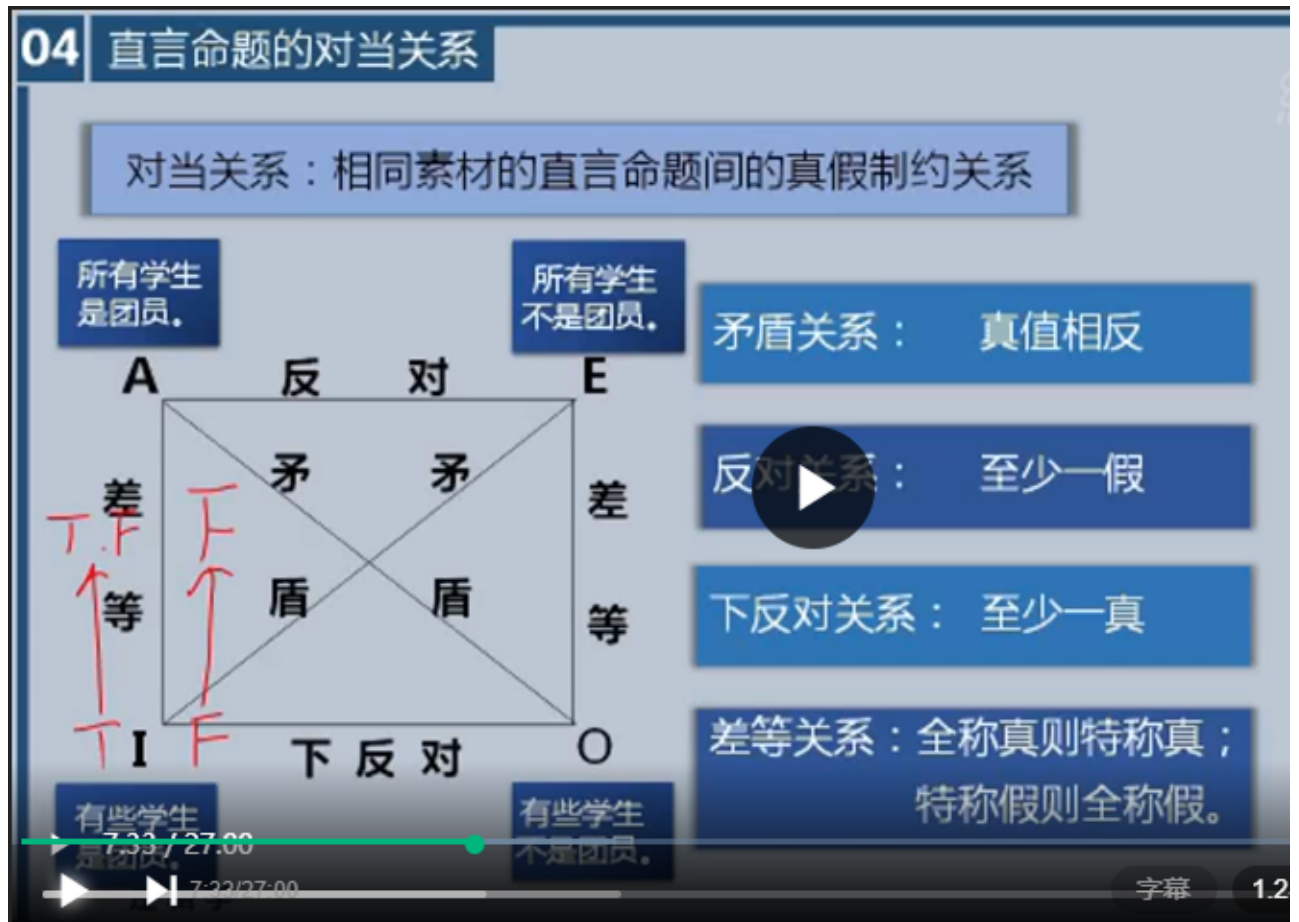 04 直言命题的对当关系
对当关系：相同素材的直言命题间的真假制约关系
所有学生
是团员。
所有学生
不是团员。
A 反 对 E
矛盾关系： 真值相反
反对关系： 至少一假
下反对关系： 至少一真
差等关系：全称真则特称真；
特称假则全称假。
矛 矛
差 差
T.F F
等 盾 盾 等
T I F 下 反 对 O
有些学生
是团员。
有些学生
不是团员。
7:33 / 27:00
7:33/27:00
字幕
1.2